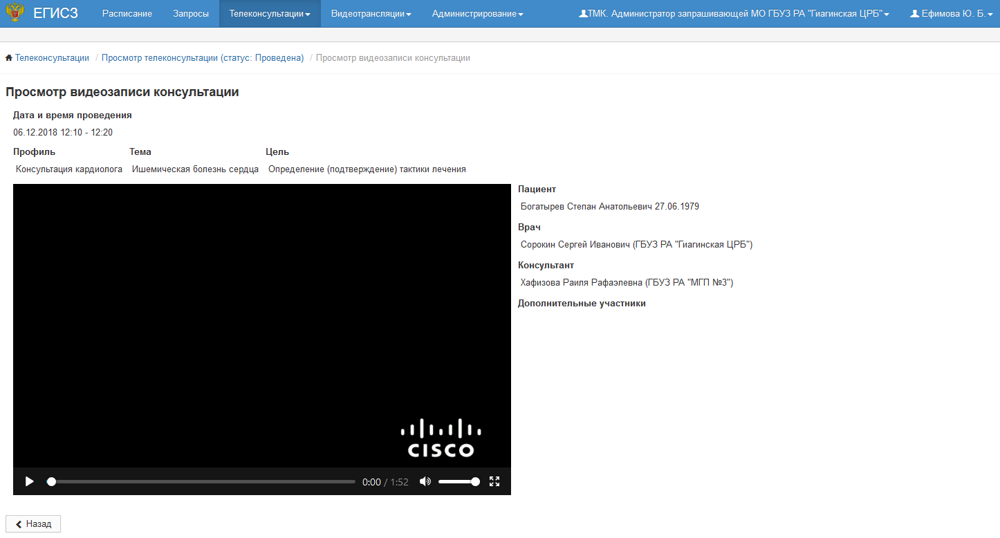 ЕГИСЗ Расписание Запросы Телеконсультации Видеотрансляции Администрирование ТМК. Администратор запрашивающей МО ГБУЗ РА "Гиагинская ЦРБ" Ефимова Ю. Б.
Телеконсультации / Просмотр телеконсультации (статус: Проведена) / Просмотр видеозаписи консультации
Просмотр видеозаписи консультации
Дата и время проведения
06.12.2018 12:10 - 12:20
Профиль Тема Цель
Консультация кардиолога Ишемическая болезнь сердца Определение (подтверждение) тактики лечения
Пациент
Богатырев Степан Анатольевич 27.06.1979
Врач
Сорокин Сергей Иванович (ГБУЗ РА "Гиагинская ЦРБ")
Консультант
Хафизова Раиля Рафаэлевна (ГБУЗ РА "МГП №3")
Дополнительные участники
CISCO
0:00 / 1:52
Назад